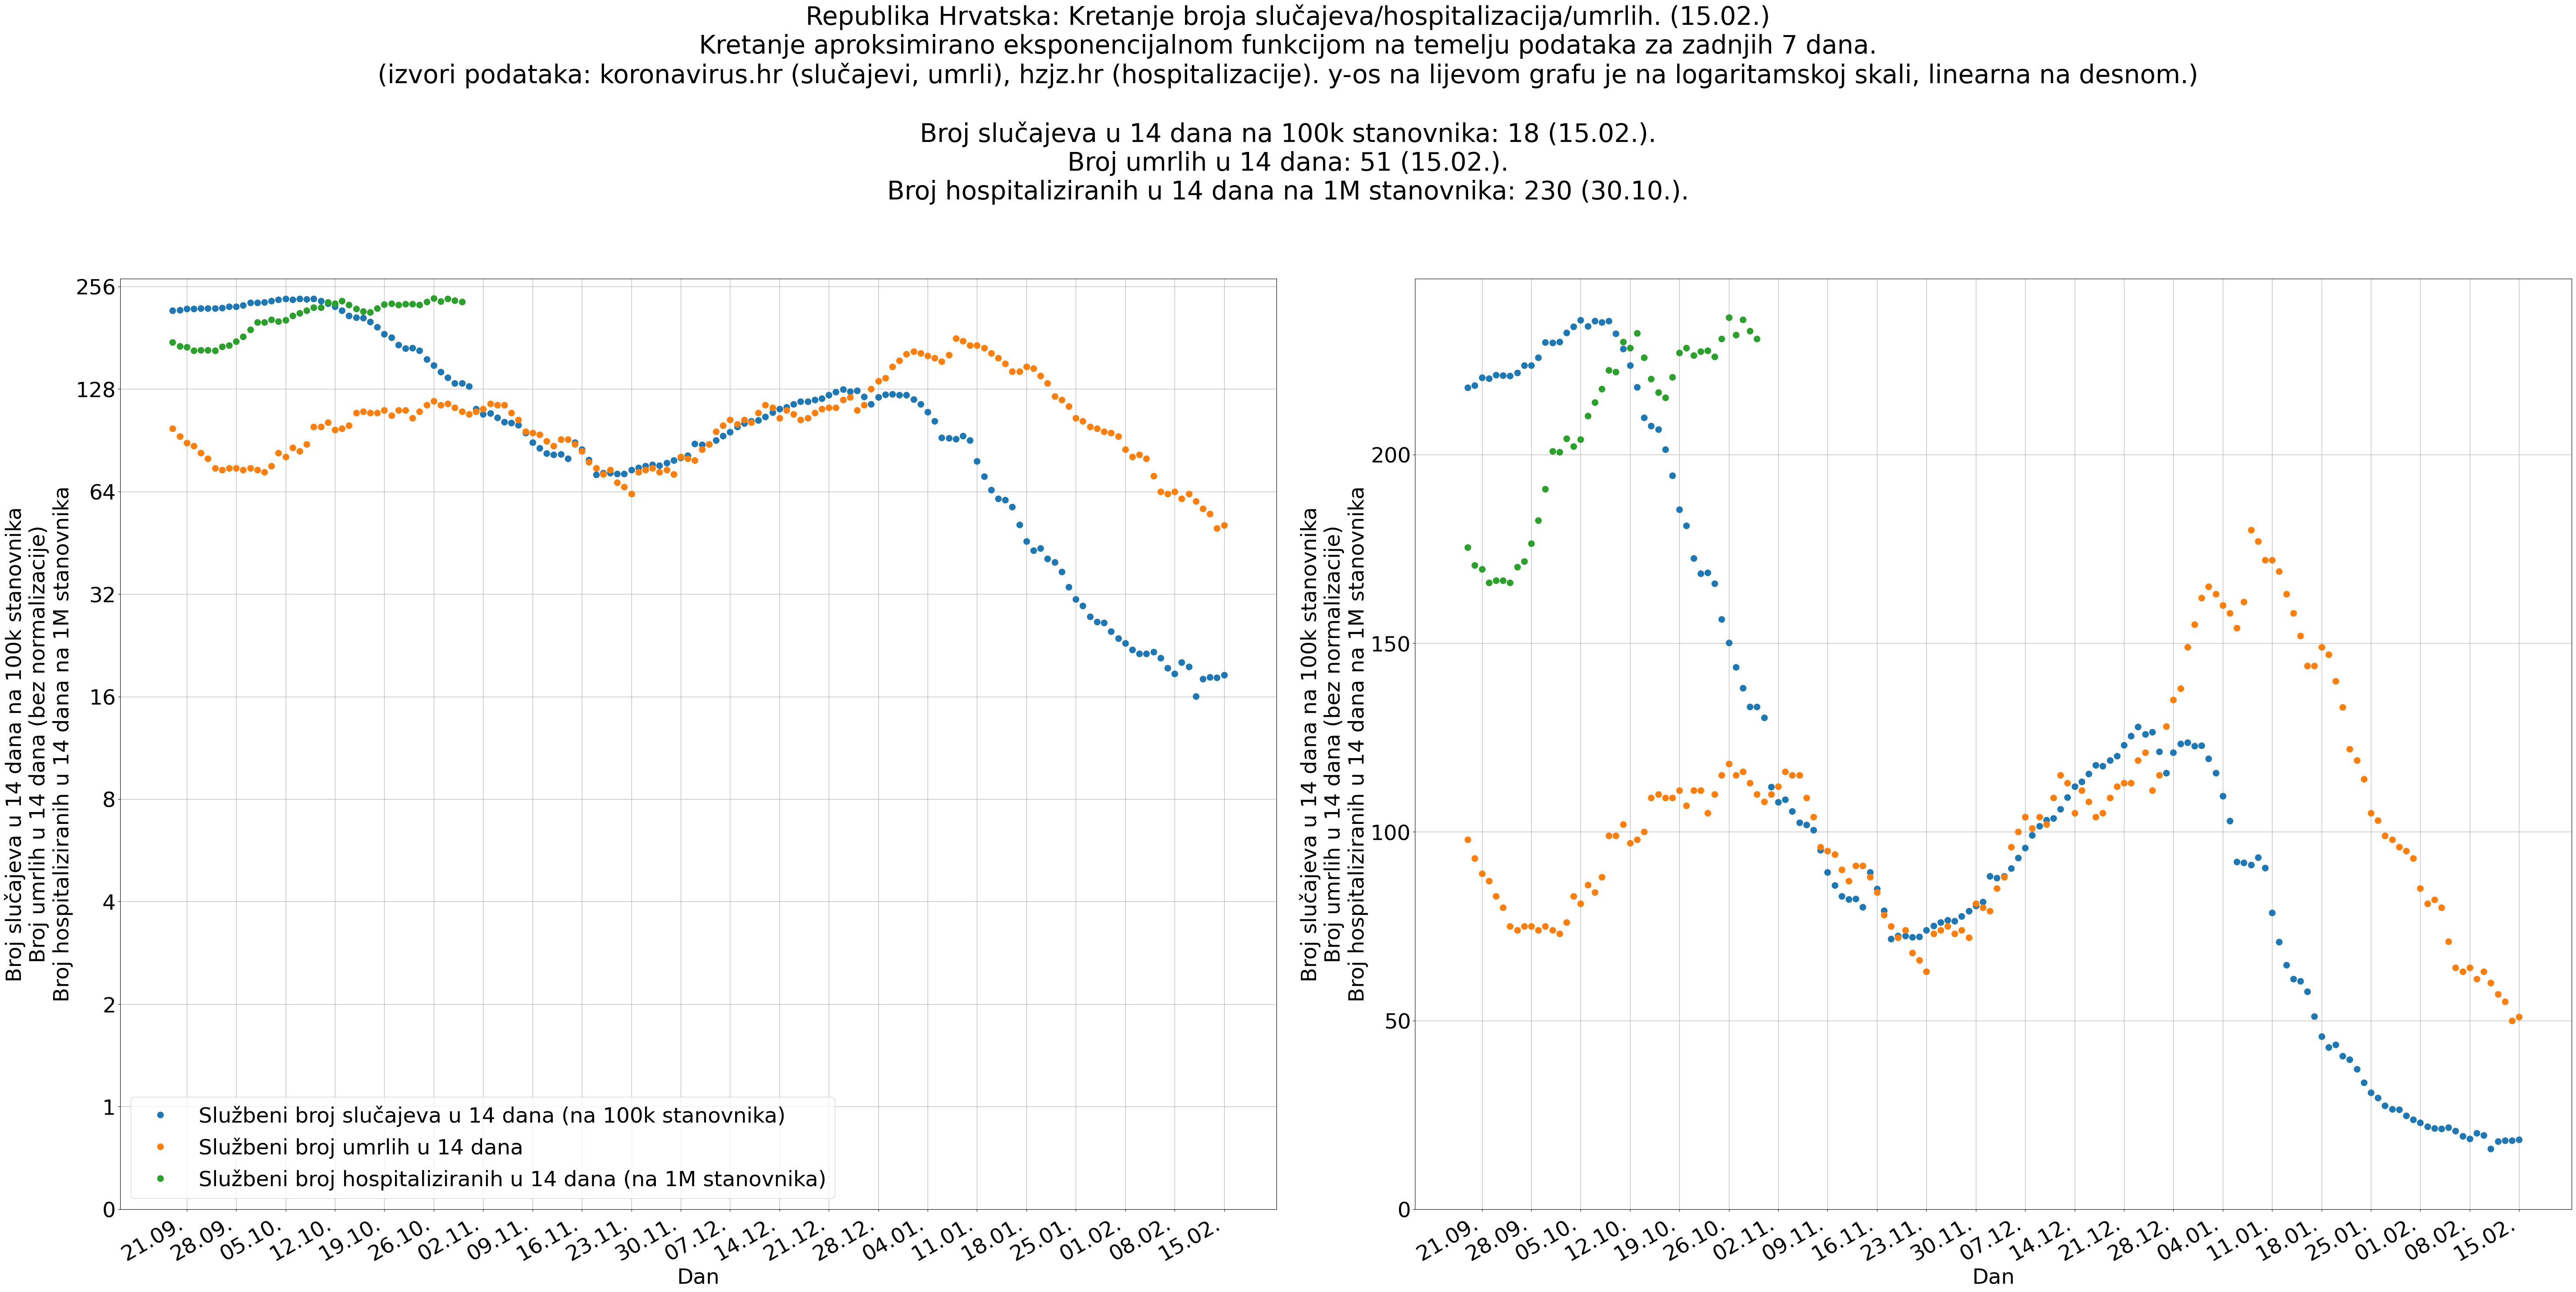 Republika Hrvatska: Kretanje broja slučajeva/hospitalizacija/umrlih. (15.02.)
Kretanje aproksimirano eksponencijalnom funkcijom na temelju podataka za zadnjih 7 dana.
(izvori podataka: koronavirus.hr (slučajevi, umrli), hzjz.hr (hospitalizacije). y-os na lijevom grafu je na logaritamskoj skali, linearna na desnom.)
Broj slučajeva u 14 dana na 100k stanovnika: 18 (15.02.).
Broj umrlih u 14 dana: 51 (15.02.).
Broj hospitaliziranih u 14 dana na 1M stanovnika: 230 (30.10.).
Broj slučajeva u 14 dana na 100k stanovnika
Broj umrlih u 14 dana (bez normalizacije)
Broj hospitaliziranih u 14 dana na 1M stanovnika
256
128
64
32
16
8
4
2
1
0
Službeni broj slučajeva u 14 dana (na 100k stanovnika)
Službeni broj umrlih u 14 dana
Službeni broj hospitaliziranih u 14 dana (na 1M stanovnika)
21.09. 28.09. 05.10. 12.10. 19.10. 26.10. 02.11. 09.11. 16.11. 23.11. 30.11. 07.12. 14.12. 21.12. 28.12. 04.01. 11.01. 18.01. 25.01. 01.02. 08.02. 15.02.
Dan
Broj slučajeva u 14 dana na 100k stanovnika
Broj umrlih u 14 dana (bez normalizacije)
Broj hospitaliziranih u 14 dana na 1M stanovnika
200
150
100
50
0
21.09. 28.09. 05.10. 12.10. 19.10. 26.10. 02.11. 09.11. 16.11. 23.11. 30.11. 07.12. 14.12. 21.12. 28.12. 04.01. 11.01. 18.01. 25.01. 01.02. 08.02. 15.02.
Dan